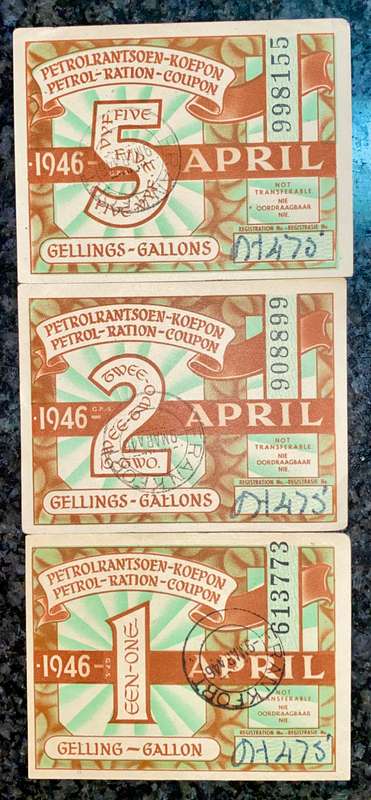 PETROLRANTSOEN-KOEPON
PETROL-RATION-COUPON
998155
5
VYF FIVE
·1946- APRIL
G.P.-S.
NOT
TRANSFERABLE
NIE
OORDRAAGBAAR
NIE.
REGISTRATION No.-REGISTRASIE No.
GELLINGS-GALLONS
PETROLRANTSOEN-KOEPON
PETROL-RATION-COUPON
908899
2
TWEE-TWO
·1946- APRIL
G.P.-S.
FRANKFORT
NOT
TRANSFERABLE
NIE
OORDRAAGBAAR
NIE
REGISTRATION No.-REGISTRASIE No.
GELLINGS-GALLONS
PETROLRANTSOEN-KOEPON
PETROL-RATION-COUPON
613773
1
EEN-ONE
·1946- APRIL
G.P.-S.
FRANKFORT
NOT
TRANSFERABLE
NIE
OORDRAAGBAAR
NIE
REGISTRATION No.-REGISTRASIE No.
GELLING-GALLON